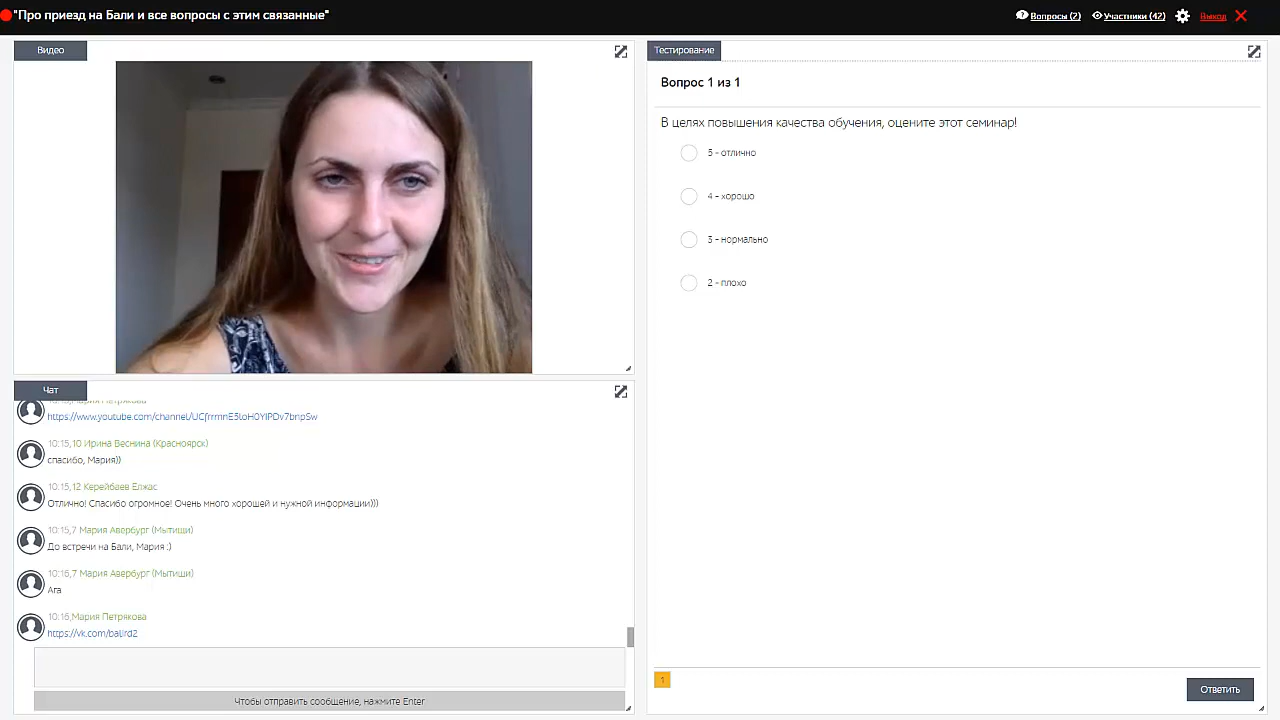 "Про приезд на Бали и все вопросы с этим связанные"
Вопросы (2)
Участники (42)
Выход
Видео
Чат
https://www.youtube.com/channel/UCfrrmnE5loH0YIPDv7bnpSw
10:15,10 Ирина Веснина (Красноярск)
спасибо, Мария))
10:15,12 Керейбаев Елжас
Отлично! Спасибо огромное! Очень много хорошей и нужной информации)))
10:15,7 Мария Авербург (Мытищи)
До встречи на Бали, Мария :)
10:16,7 Мария Авербург (Мытищи)
Ага
10:16,Мария Петрякова
https://vk.com/balird2
Чтобы отправить сообщение, нажмите Enter
Тестирование
Вопрос 1 из 1
В целях повышения качества обучения, оцените этот семинар!
5 - отлично
4 - хорошо
3 - нормально
2 - плохо
1
Ответить